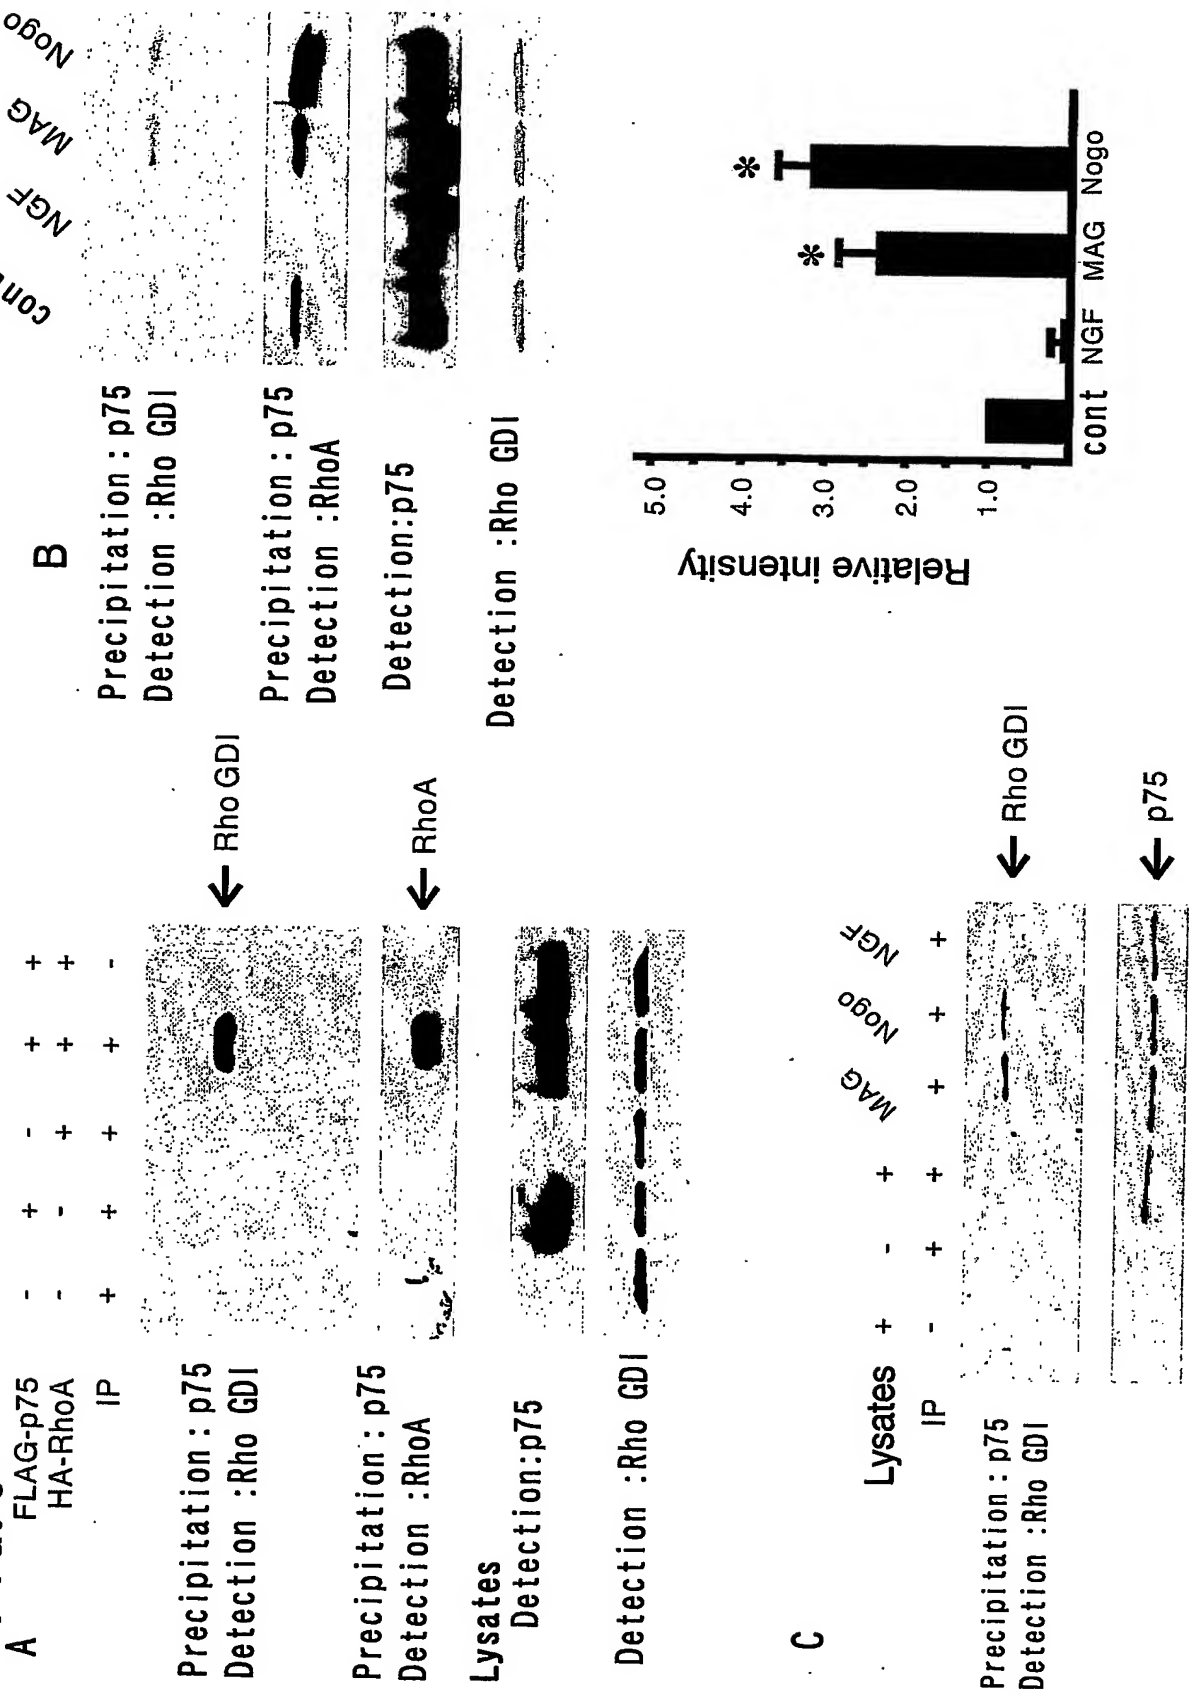 A
FLAG-p75 - + - + +
HA-RhoA - - + + +
IP + + + + -
Precipitation : p75
Detection :Rho GDI
← Rho GDI
Precipitation : p75
Detection :RhoA
← RhoA
Lysates
Detection:p75
Detection :Rho GDI
B
NGF MAG Nogo
Precipitation : p75
Detection :Rho GDI
Precipitation : p75
Detection :RhoA
Detection:p75
Detection :Rho GDI
Relative intensity
5.0
4.0
3.0
2.0
1.0
* *
cont NGF MAG Nogo
C
MAG Nogo NGF
Lysates + - +
IP - + + + + +
Precipitation : p75
Detection :Rho GDI
← Rho GDI
← p75